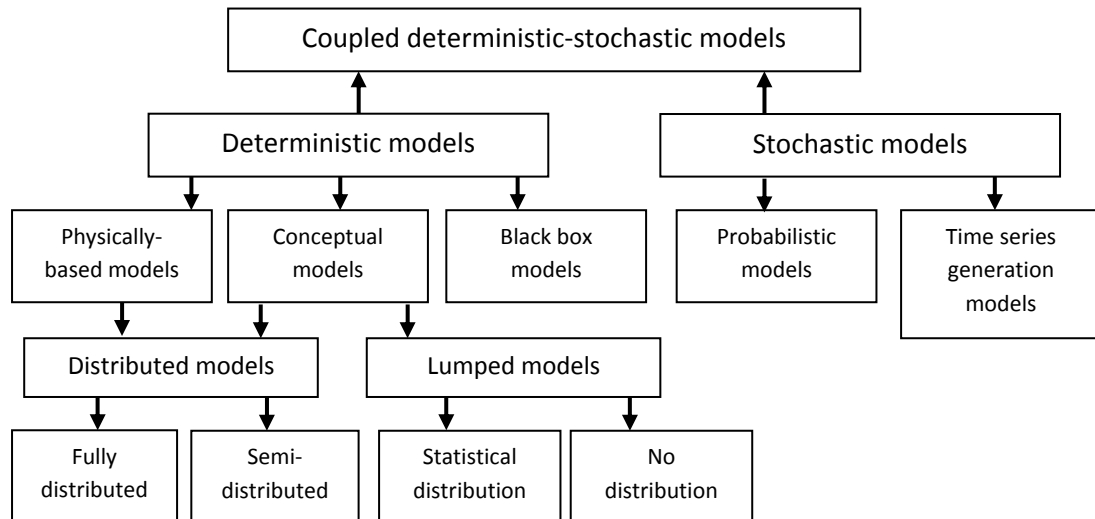 Coupled deterministic-stochastic models
Deterministic models
Stochastic models
Physically-
based models
Conceptual
models
Black box
models
Probabilistic
models
Time series
generation
models
Distributed models
Lumped models
Fully
distributed
Semi-
distributed
Statistical
distribution
No
distribution